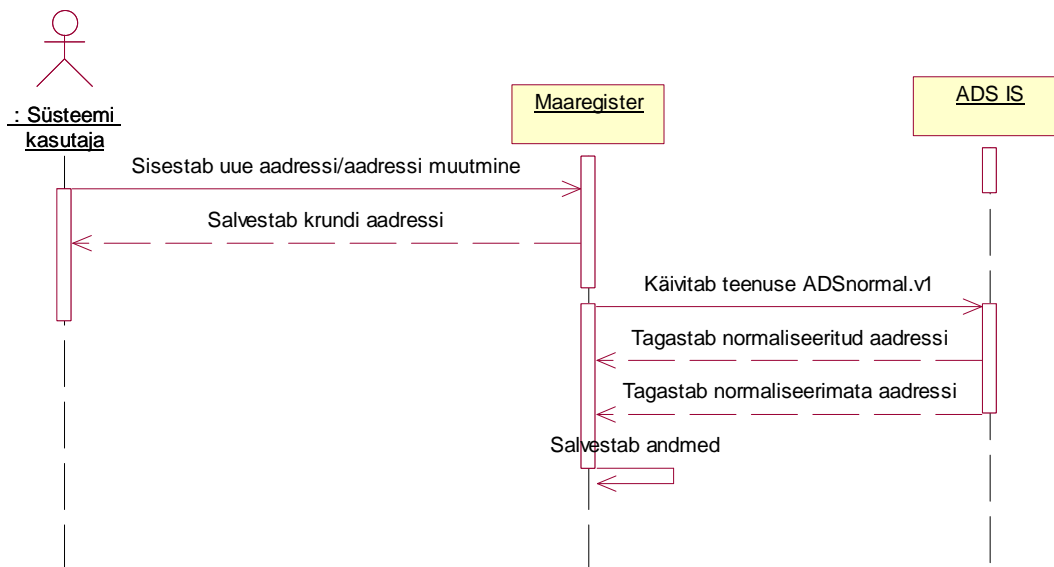 : Süsteemi
kasutaja
Maaregister
ADS IS
Sisestab uue aadressi/aadressi muutmine
Salvestab krundi aadressi
Käivitab teenuse ADSnormal.v1
Tagastab normaliseeritud aadressi
Tagastab normaliseerimata aadressi
Salvestab andmed